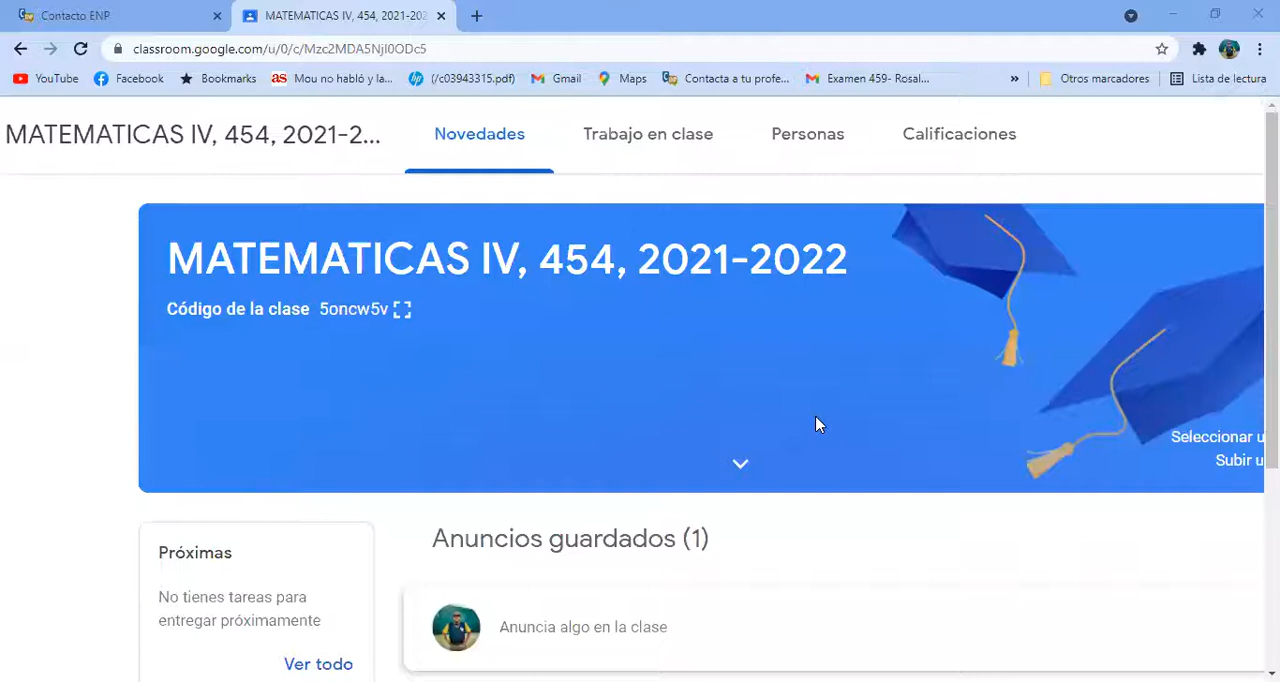 Contacto ENP
MATEMATICAS IV, 454, 2021-202
classroom.google.com/u/0/c/Mzc2MDA5NjI0ODc5
YouTube Facebook Bookmarks Mou no habló y la... (/c03943315.pdf) Gmail Maps Contacta a tu profe... Examen 459- Rosal... » Otros marcadores Lista de lectura
MATEMATICAS IV, 454, 2021-2... Novedades Trabajo en clase Personas Calificaciones
MATEMATICAS IV, 454, 2021-2022
Código de la clase 5oncw5v
Seleccionar u
Subir u
Próximas
No tienes tareas para
entregar próximamente
Ver todo
Anuncios guardados (1)
Anuncia algo en la clase